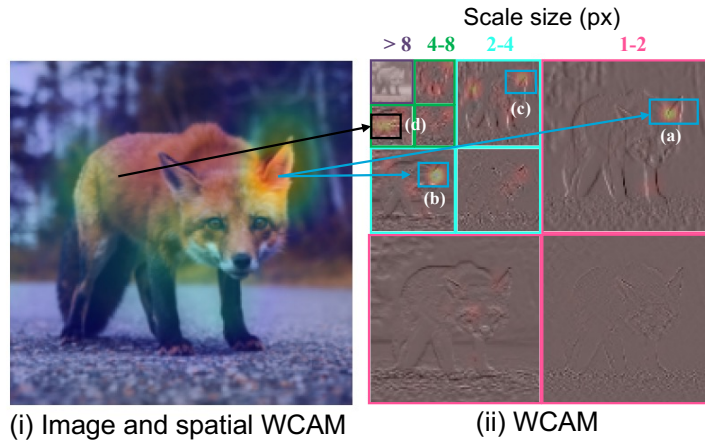 Scale size (px)
> 8 4-8 2-4 1-2
(c)
(d)
(a)
(b)
(i) Image and spatial WCAM
(ii) WCAM